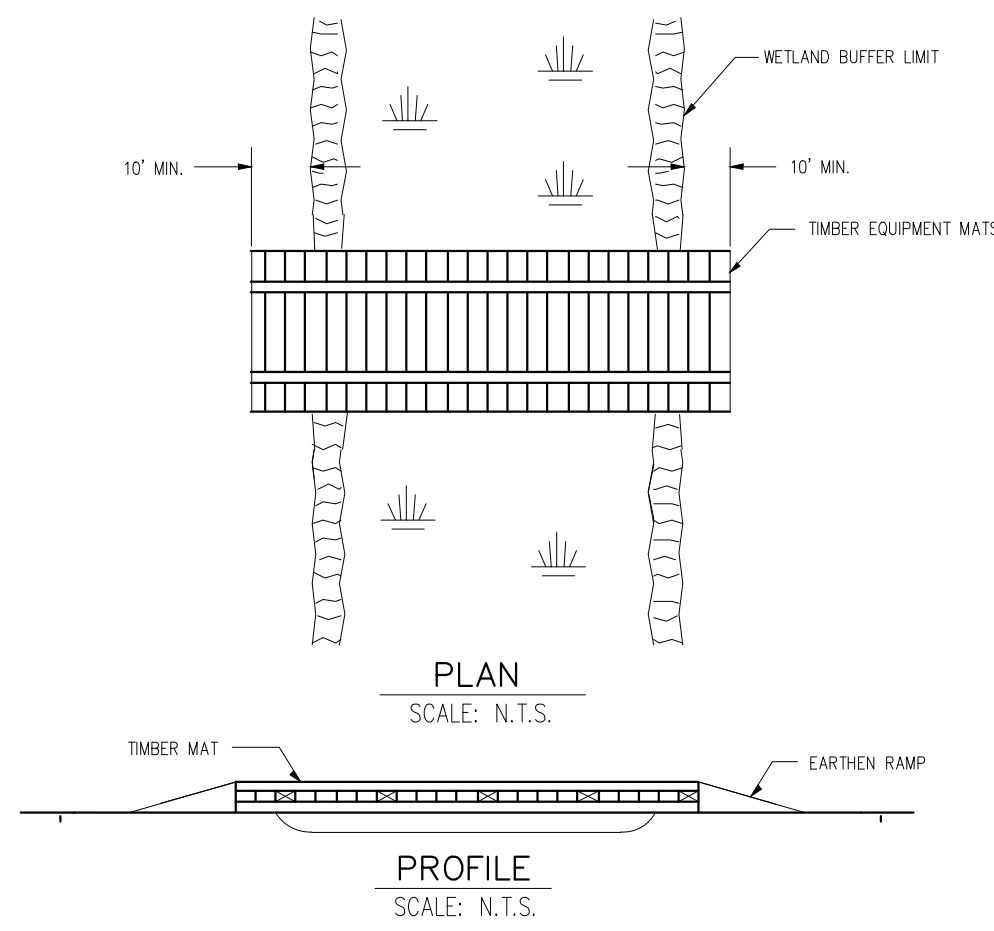 WETLAND BUFFER LIMIT
10' MIN.
10' MIN.
TIMBER EQUIPMENT MATS
PLAN
SCALE: N.T.S.
TIMBER MAT
EARTHEN RAMP
PROFILE
SCALE: N.T.S.